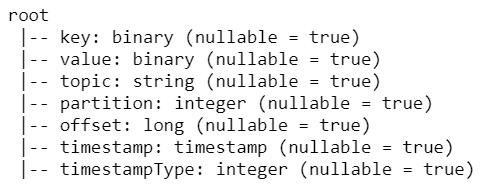 root
 |-- key: binary (nullable = true)
 |-- value: binary (nullable = true)
 |-- topic: string (nullable = true)
 |-- partition: integer (nullable = true)
 |-- offset: long (nullable = true)
 |-- timestamp: timestamp (nullable = true)
 |-- timestampType: integer (nullable = true)